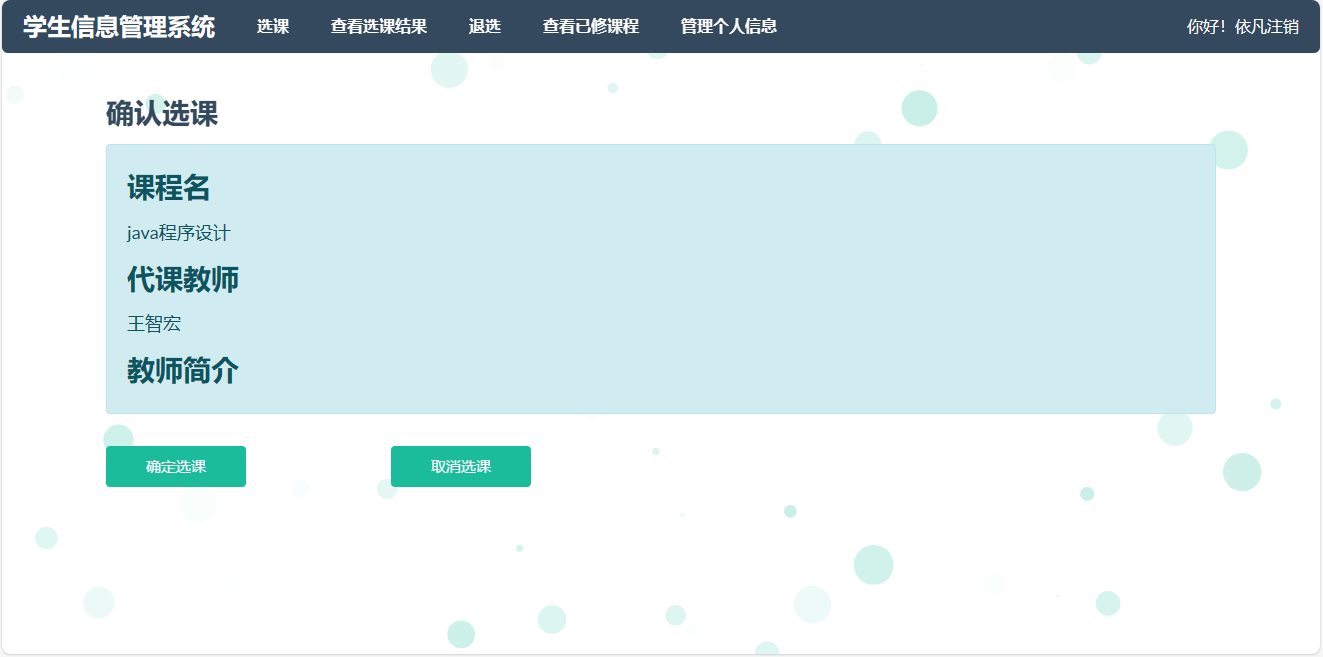 学生信息管理系统 选课 查看选课结果 退选 查看已修课程 管理个人信息 你好！依凡注销
确认选课
课程名
java程序设计
代课教师
王智宏
教师简介
确定选课 取消选课